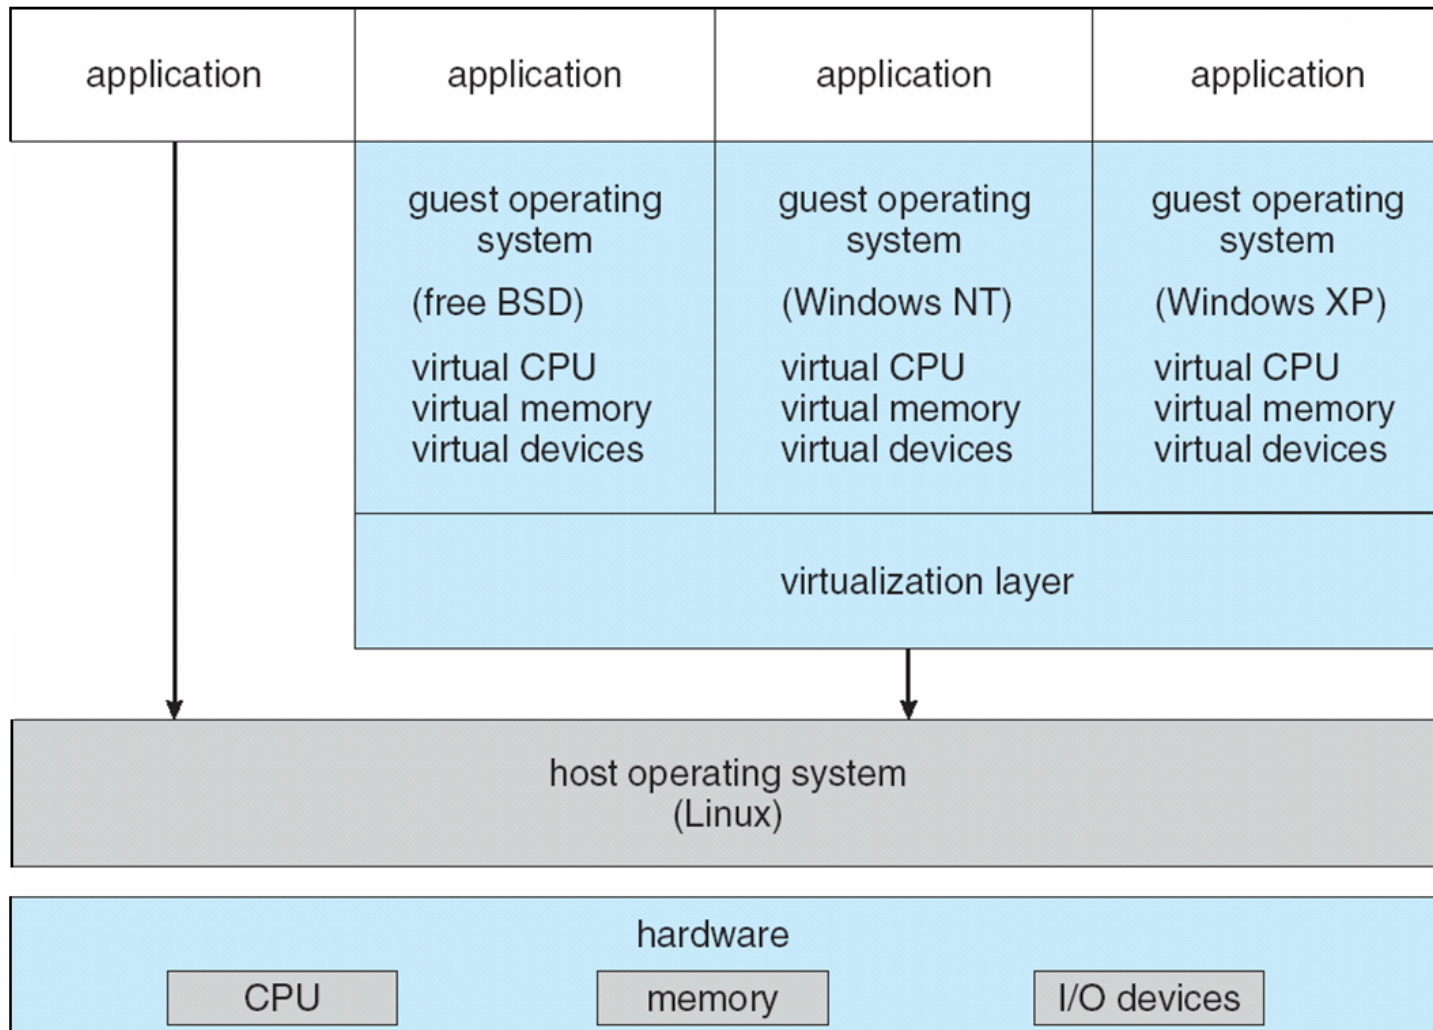 application
application
application
application
guest operating
system
(free BSD)
virtual CPU
virtual memory
virtual devices
guest operating
system
(Windows NT)
virtual CPU
virtual memory
virtual devices
guest operating
system
(Windows XP)
virtual CPU
virtual memory
virtual devices
virtualization layer
host operating system
(Linux)
hardware
CPU
memory
I/O devices